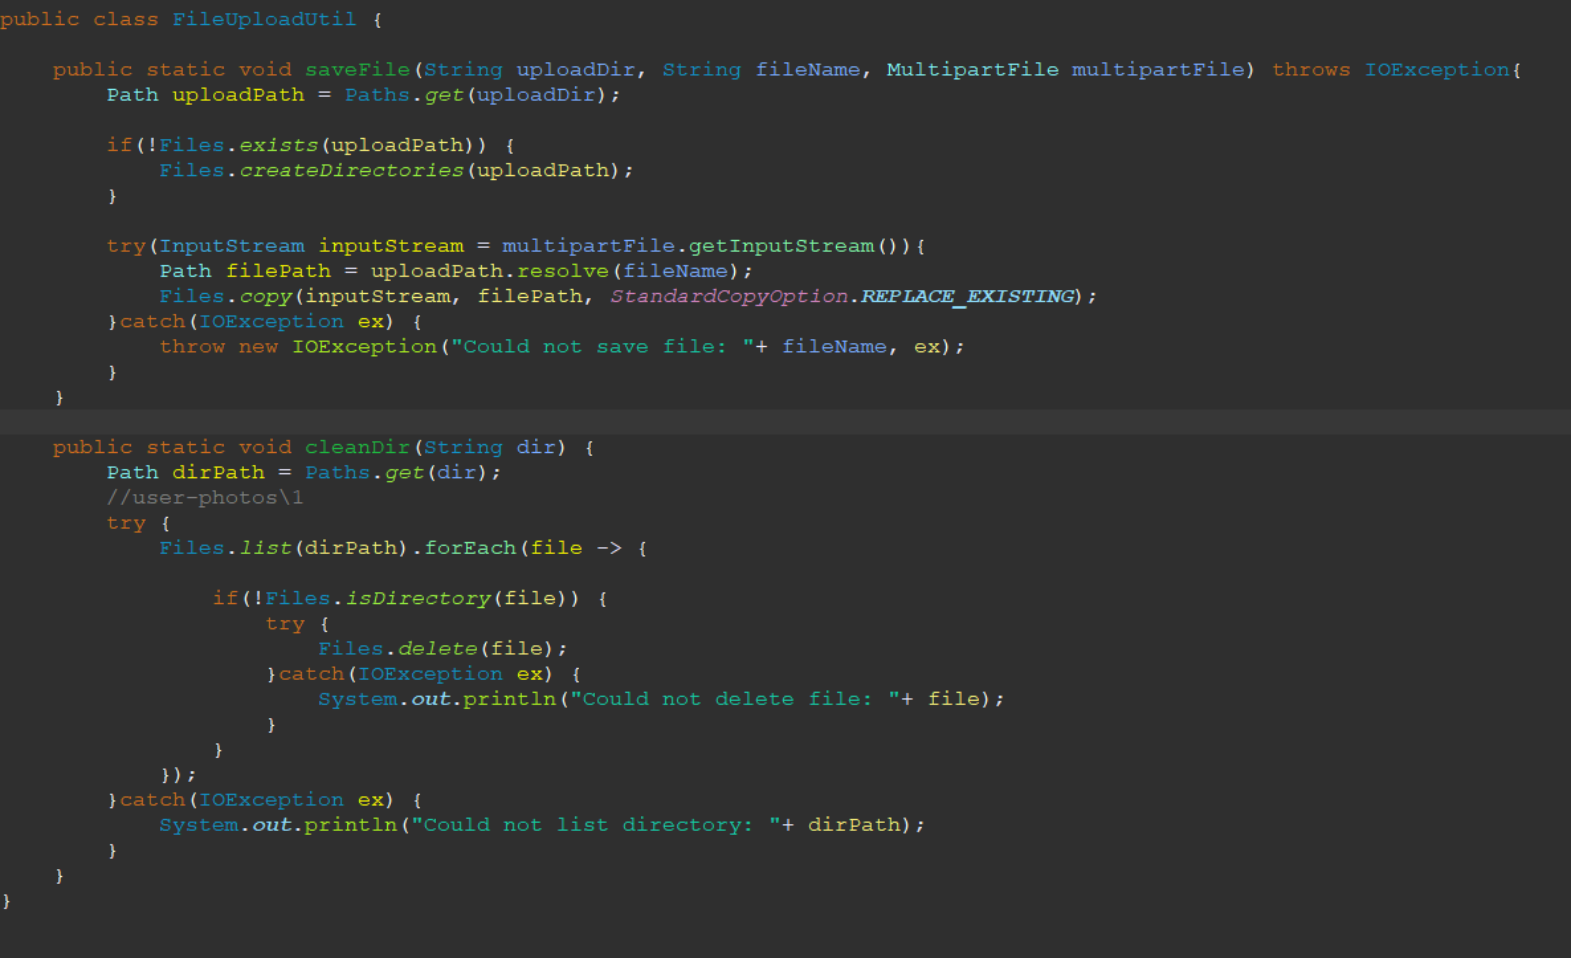 public class FileUploadUtil {
public static void saveFile(String uploadDir, String fileName, MultipartFile multipartFile) throws IOException{
Path uploadPath = Paths.get(uploadDir);
if(!Files.exists(uploadPath)) {
Files.createDirectories(uploadPath);
}
try(InputStream inputStream = multipartFile.getInputStream()){
Path filePath = uploadPath.resolve(fileName);
Files.copy(inputStream, filePath, StandardCopyOption.REPLACE_EXISTING);
}catch(IOException ex) {
throw new IOException("Could not save file: "+ fileName, ex);
}
}
public static void cleanDir(String dir) {
Path dirPath = Paths.get(dir);
//user-photos\1
try {
Files.list(dirPath).forEach(file -> {
if(!Files.isDirectory(file)) {
try {
Files.delete(file);
}catch(IOException ex) {
System.out.println("Could not delete file: "+ file);
}
}
});
}catch(IOException ex) {
System.out.println("Could not list directory: "+ dirPath);
}
}
}